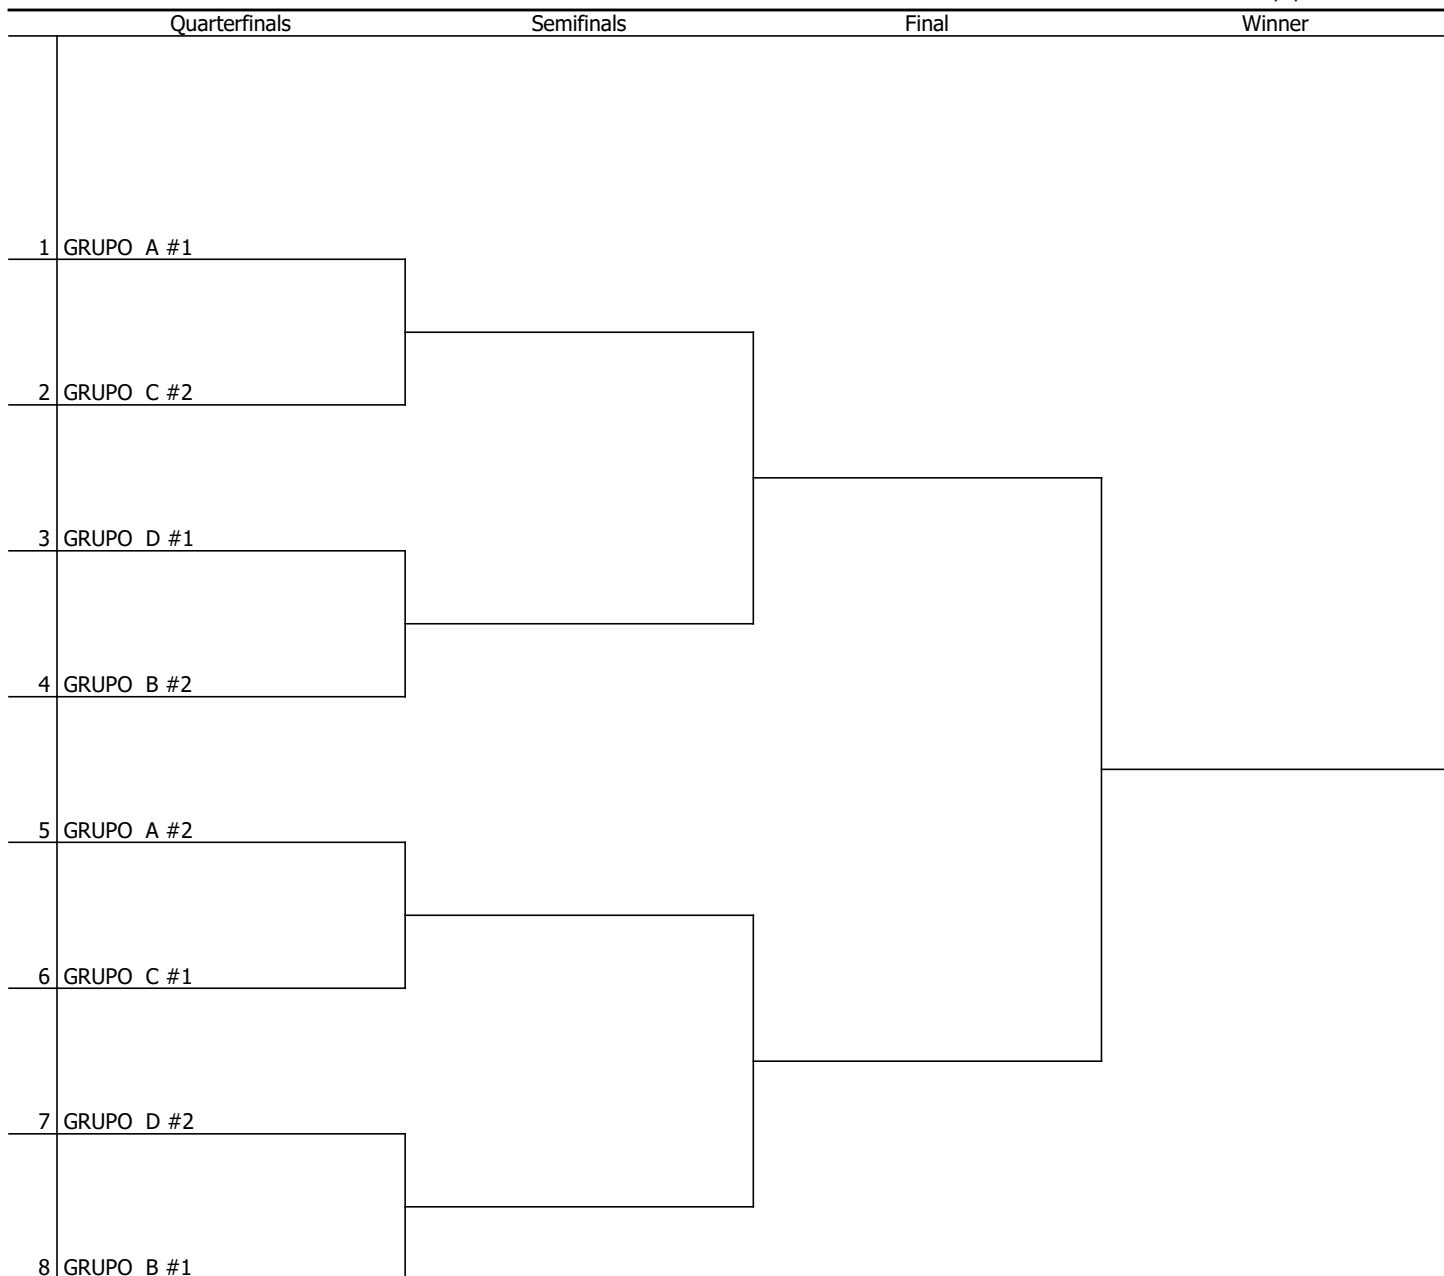 Quarterfinals Semifinals Final Winner
1 GRUPO A #1
2 GRUPO C #2
3 GRUPO D #1
4 GRUPO B #2
5 GRUPO A #2
6 GRUPO C #1
7 GRUPO D #2
8 GRUPO B #1